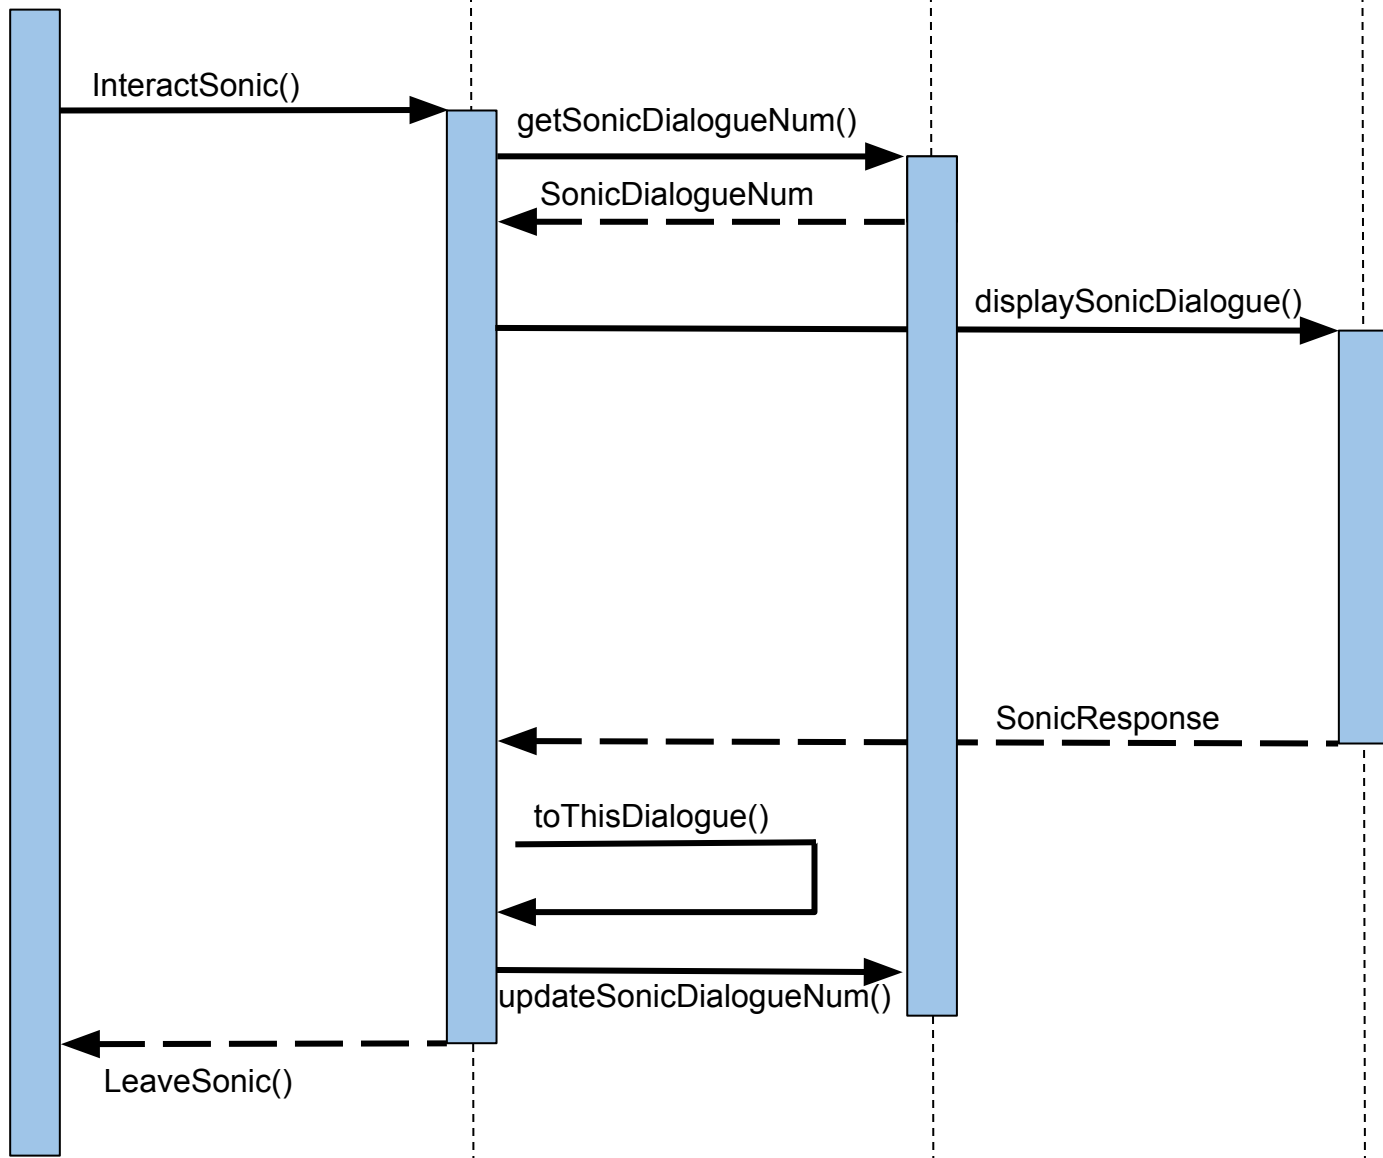 InteractSonic()
getSonicDialogueNum()
SonicDialogueNum
displaySonicDialogue()
SonicResponse
toThisDialogue()
updateSonicDialogueNum()
LeaveSonic()